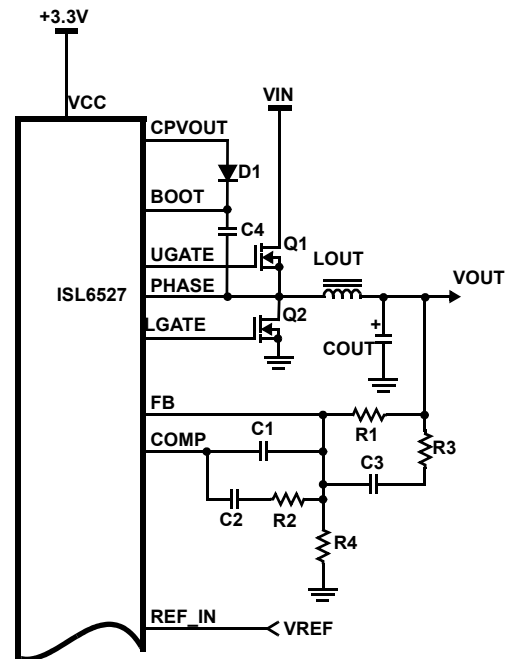 +3.3V
VCC
VIN
CPVOUT
D1
BOOT
C4
Q1
UGATE
LOUT
VOUT
ISL6527
PHASE
Q2
LGATE
+
COUT
FB
R1
COMP
C1
R3
C3
C2
R2
R4
REF_IN
VREF